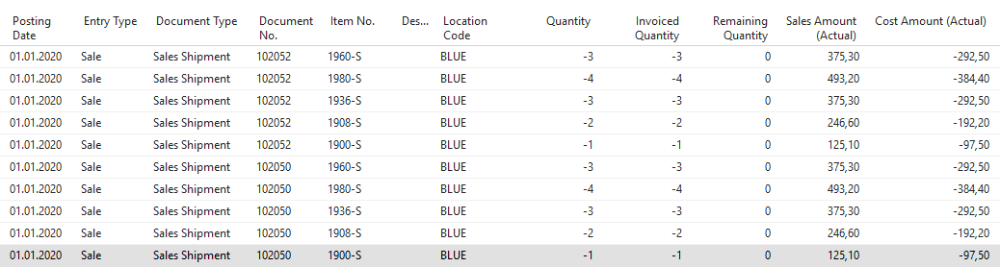 Posting Date Entry Type Document Type Document No. Item No. Des... Location Code Quantity Invoiced Quantity Remaining Quantity Sales Amount (Actual) Cost Amount (Actual)
01.01.2020 Sale Sales Shipment 102052 1960-S BLUE -3 -3 0 375,30 -292,50
01.01.2020 Sale Sales Shipment 102052 1980-S BLUE -4 -4 0 493,20 -384,40
01.01.2020 Sale Sales Shipment 102052 1936-S BLUE -3 -3 0 375,30 -292,50
01.01.2020 Sale Sales Shipment 102052 1908-S BLUE -2 -2 0 246,60 -192,20
01.01.2020 Sale Sales Shipment 102052 1900-S BLUE -1 -1 0 125,10 -97,50
01.01.2020 Sale Sales Shipment 102050 1960-S BLUE -3 -3 0 375,30 -292,50
01.01.2020 Sale Sales Shipment 102050 1980-S BLUE -4 -4 0 493,20 -384,40
01.01.2020 Sale Sales Shipment 102050 1936-S BLUE -3 -3 0 375,30 -292,50
01.01.2020 Sale Sales Shipment 102050 1908-S BLUE -2 -2 0 246,60 -192,20
01.01.2020 Sale Sales Shipment 102050 1900-S BLUE -1 -1 0 125,10 -97,50